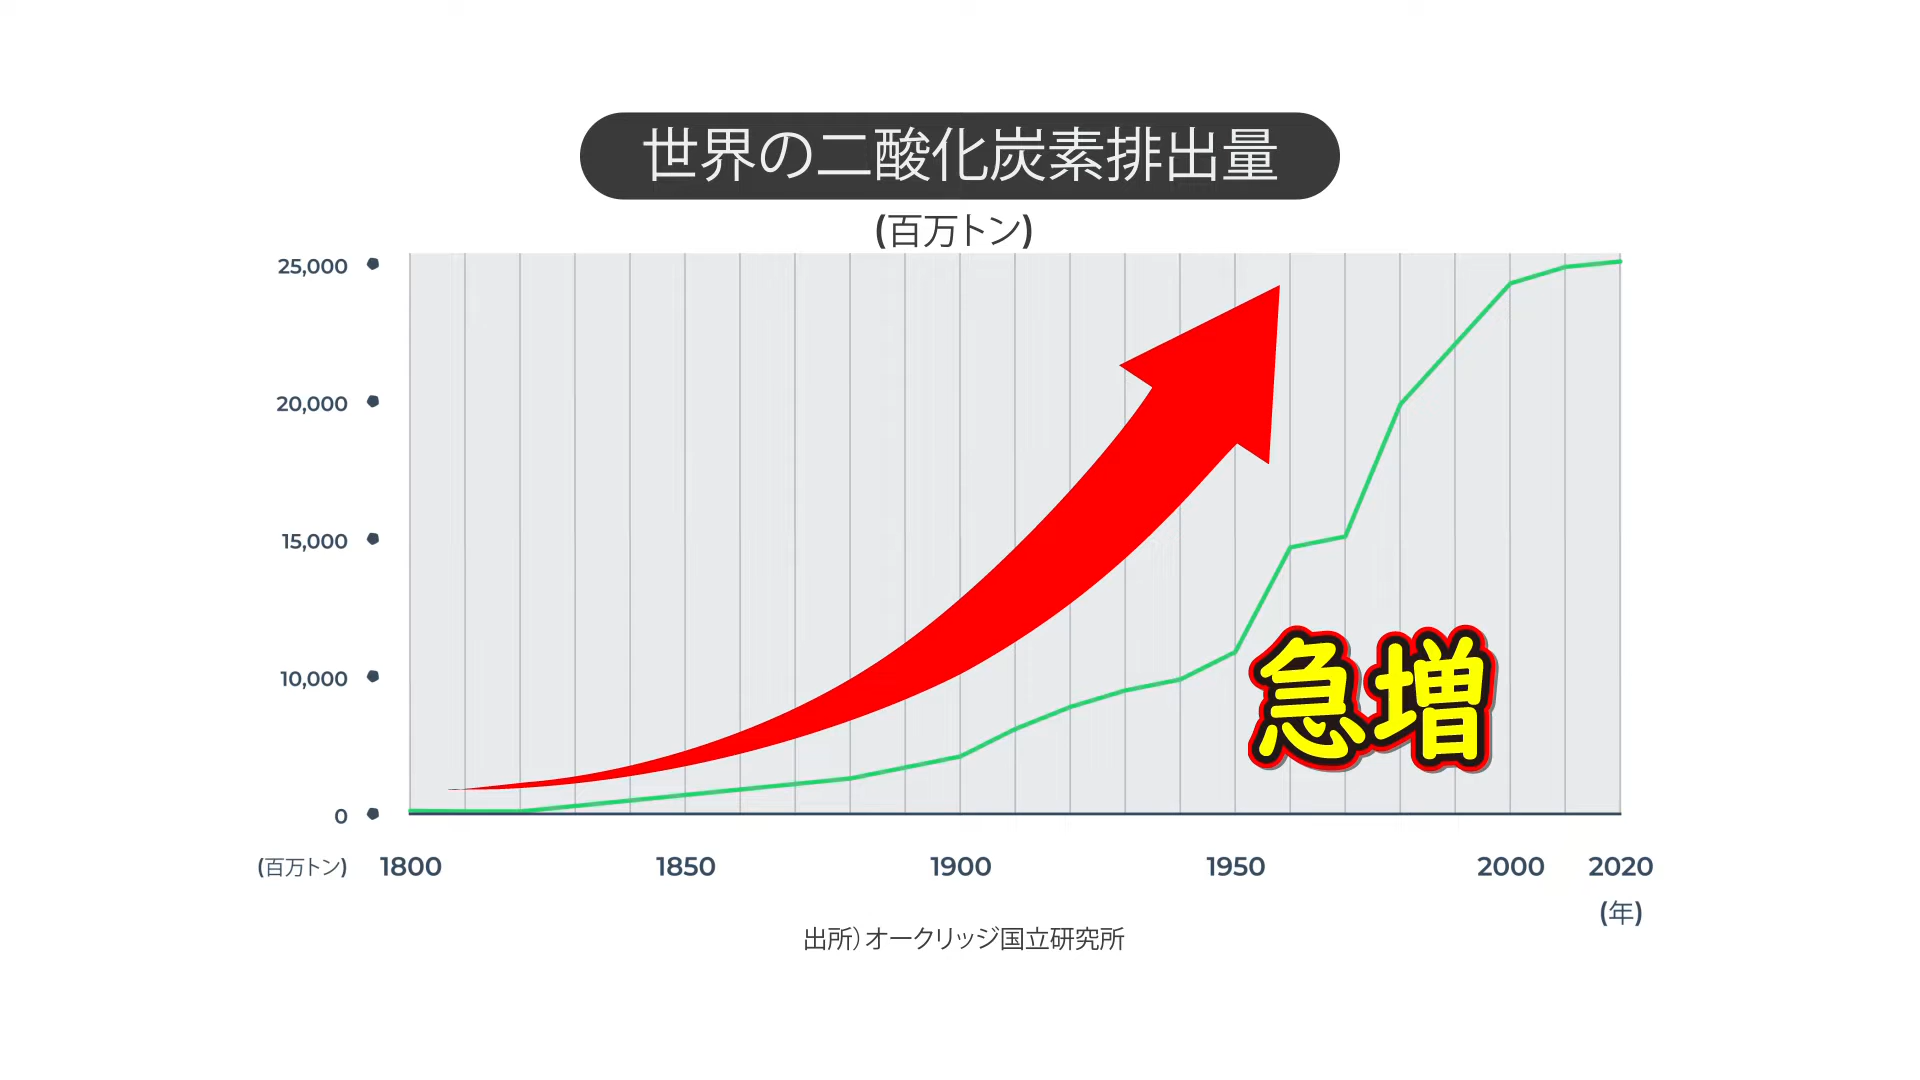 世界の二酸化炭素排出量
(百万トン)
25,000
20,000
15,000
10,000
0
急増
(百万トン) 1800 1850 1900 1950 2000 2020
(年)
出所）オークリッジ国立研究所